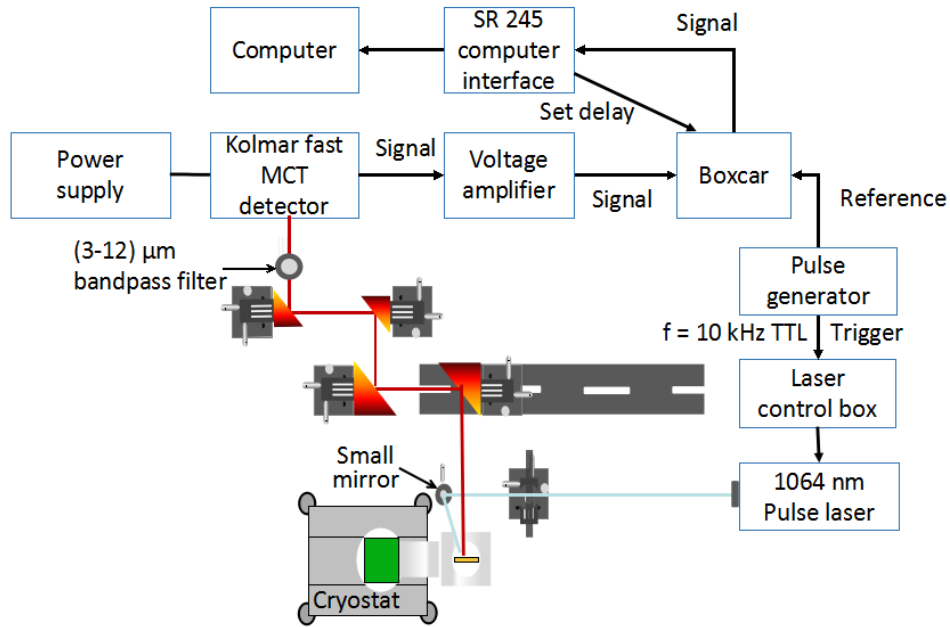 Computer
SR 245
computer
interface
Signal
Set delay
Power
supply
Kolmar fast
MCT
detector
Signal
Voltage
amplifier
Signal
Boxcar
Reference
(3-12) µm
bandpass filter
Pulse
generator
f = 10 kHz TTL
Trigger
Laser
control box
Small
mirror
1064 nm
Pulse laser
Cryostat